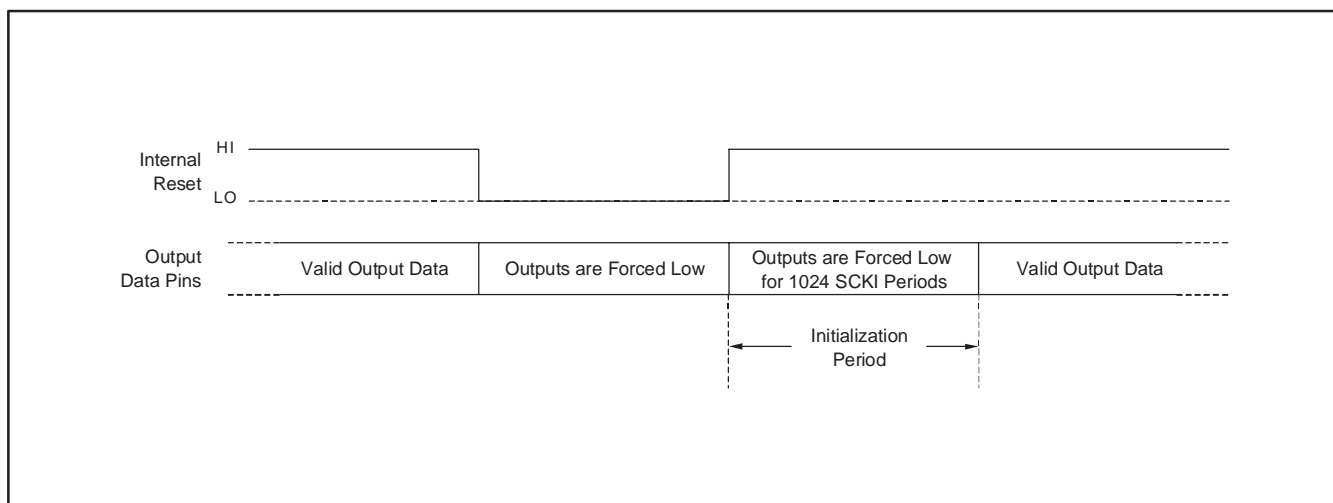 HI
Internal
Reset
LO
Output
Data Pins
Valid Output Data
Outputs are Forced Low
Outputs are Forced Low
for 1024 SCKI Periods
Valid Output Data
Initialization
Period